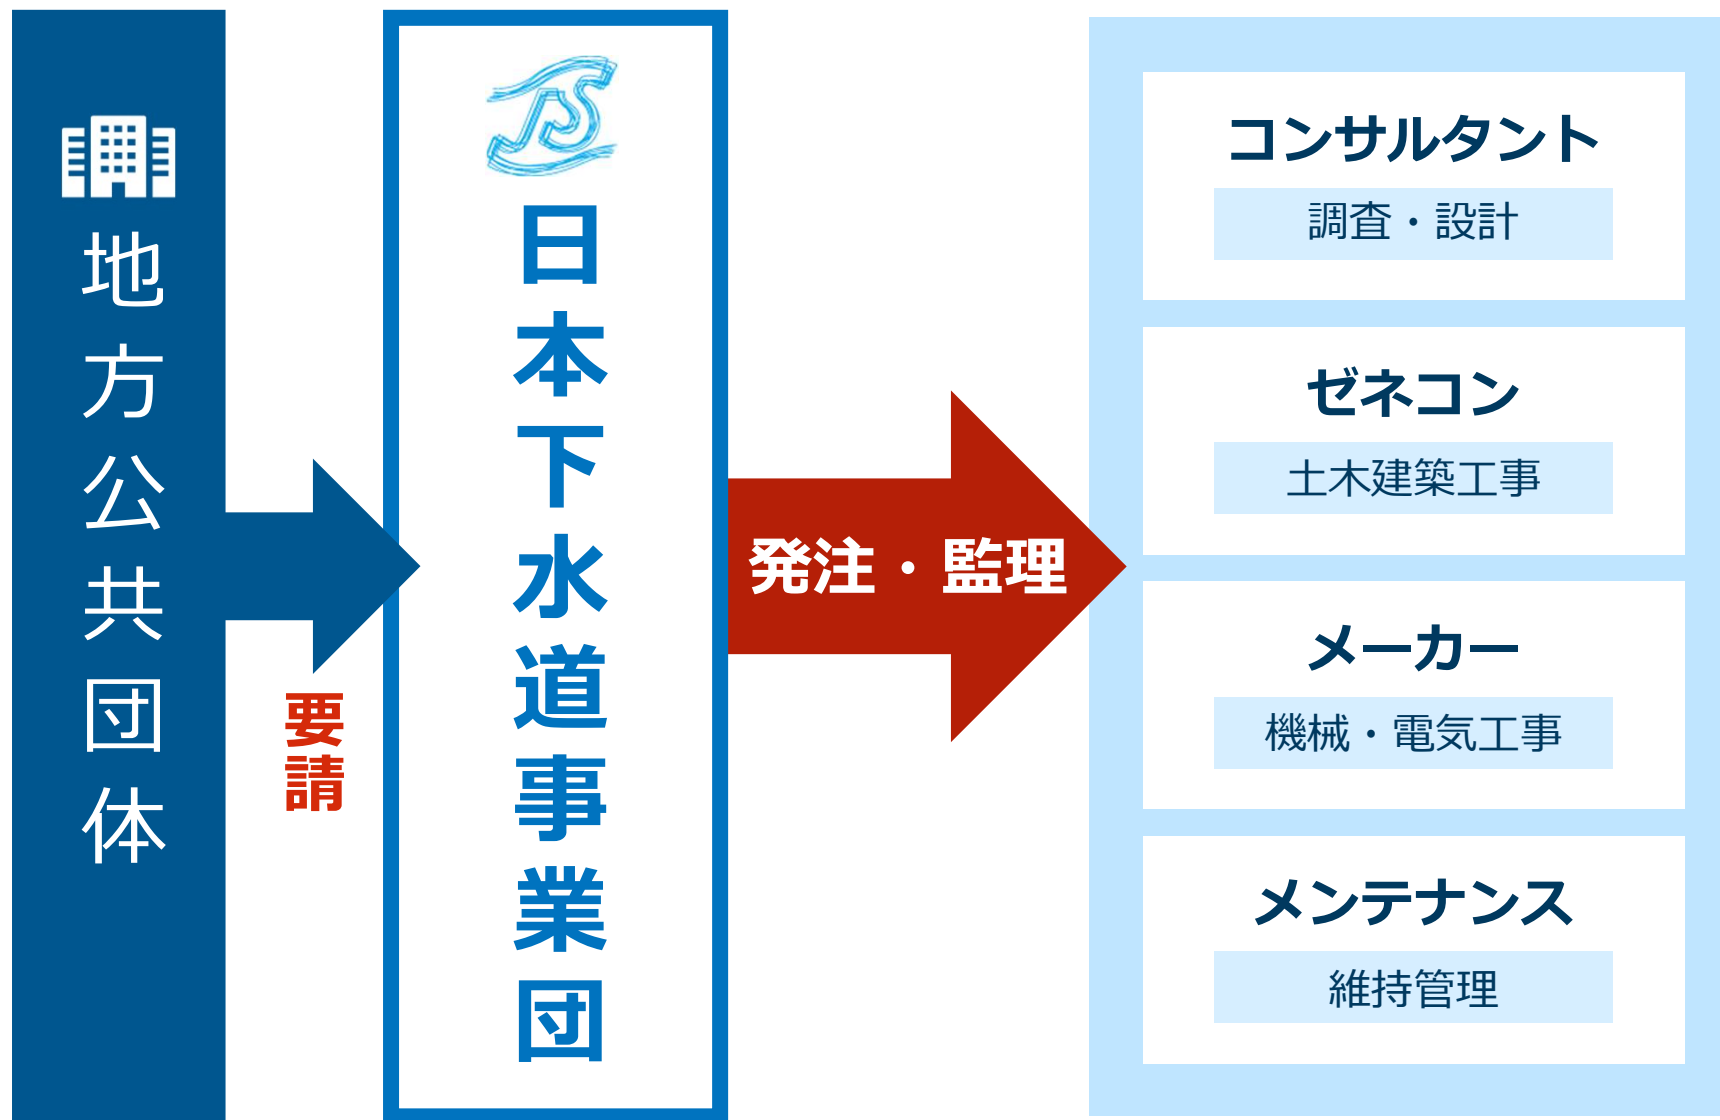 地方公共団体
要請
JS
日本下水道事業団
発注・監理
コンサルタント
調査・設計
ゼネコン
土木建築工事
メーカー
機械・電気工事
メンテナンス
維持管理